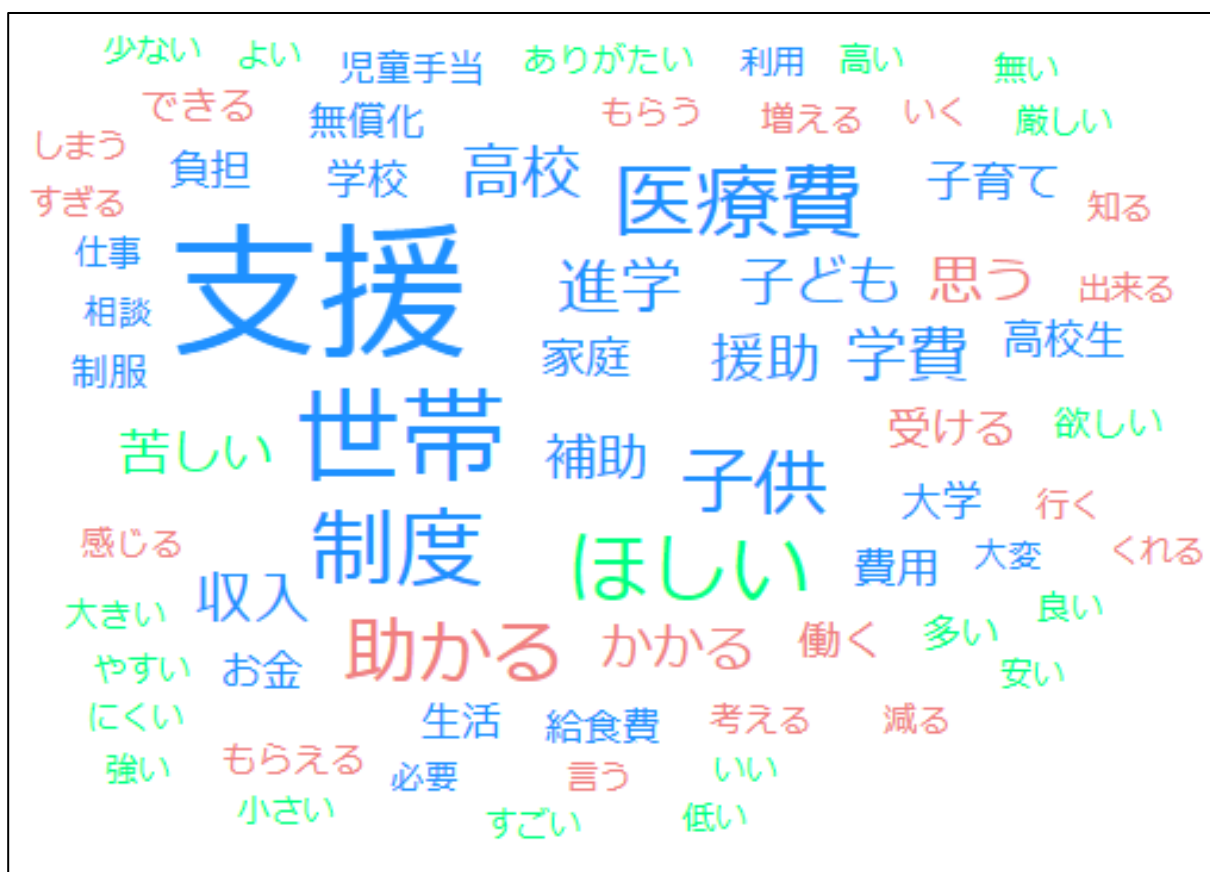 少ない よい 児童手当 ありがたい 利用 高い 無い
できる 無償化 もらう 増える いく 厳しい
しまう 負担 学校 高校 医療費 子育て
すぎる 知る
仕事 支援 進学 子ども 思う 出来る
相談 家庭 援助 学費 高校生
制服
苦しい 世帯 補助 子供 受ける 欲しい
大学 行く
感じる 制度 ほしい 費用 大変 くれる
大きい 収入 助かる かかる 働く 多い 良い
やすい お金 安い
にくい 生活 給食費 考える 減る
強い もらえる 必要 言う いい
小さい すごい 低い